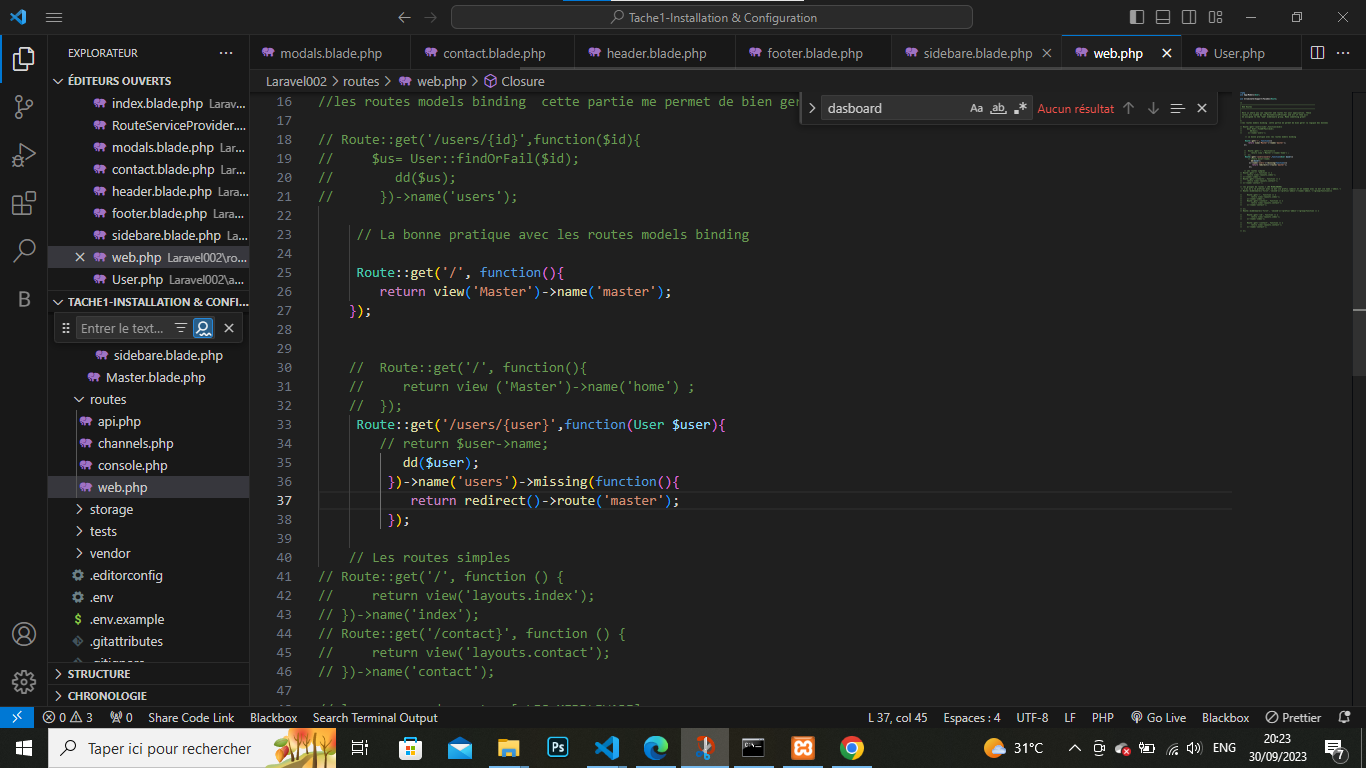 Tache1-Installation & Configuration
EXPLORATEUR
ÉDITEURS OUVERTS
index.blade.php Larav...
RouteServiceProvider....
modals.blade.php Lara...
contact.blade.php Lara...
header.blade.php Lara...
footer.blade.php Lara...
sidebare.blade.php La...
web.php Laravel002\ro...
User.php Laravel002\a...
TACHE1-INSTALLATION & CONFI...
Entrer le text...
sidebare.blade.php
Master.blade.php
routes
api.php
channels.php
console.php
web.php
storage
tests
vendor
.editorconfig
.env
.env.example
.gitattributes
STRUCTURE
CHRONOLOGIE
modals.blade.php
contact.blade.php
header.blade.php
footer.blade.php
sidebare.blade.php
web.php
User.php
Laravel002 > routes > web.php > Closure
dasboard
Aa ab
Aucun résultat
16 //les routes models binding cette partie me permet de bien ger
17
18 // Route::get('/users/{id}',function($id){
19 // $us= User::findOrFail($id);
20 // dd($us);
21 // })->name('users');
22
23 // La bonne pratique avec les routes models binding
24
25 Route::get('/', function(){
26 return view('Master')->name('master');
27 });
28
29
30 // Route::get('/', function(){
31 // return view ('Master')->name('home') ;
32 // });
33 Route::get('/users/{user}',function(User $user){
34 // return $user->name;
35 dd($user);
36 })->name('users')->missing(function(){
37 return redirect()->route('master');
38 });
39
40 // Les routes simples
41 // Route::get('/', function () {
42 // return view('layouts.index');
43 // })->name('index');
44 // Route::get('/contact}', function () {
45 // return view('layouts.contact');
46 // })->name('contact');
47
0 3 0 Share Code Link Blackbox Search Terminal Output
L 37, col 45 Espaces : 4 UTF-8 LF PHP Go Live Blackbox Prettier
Taper ici pour rechercher
Ps
31°C
ENG
20:23
30/09/2023
7